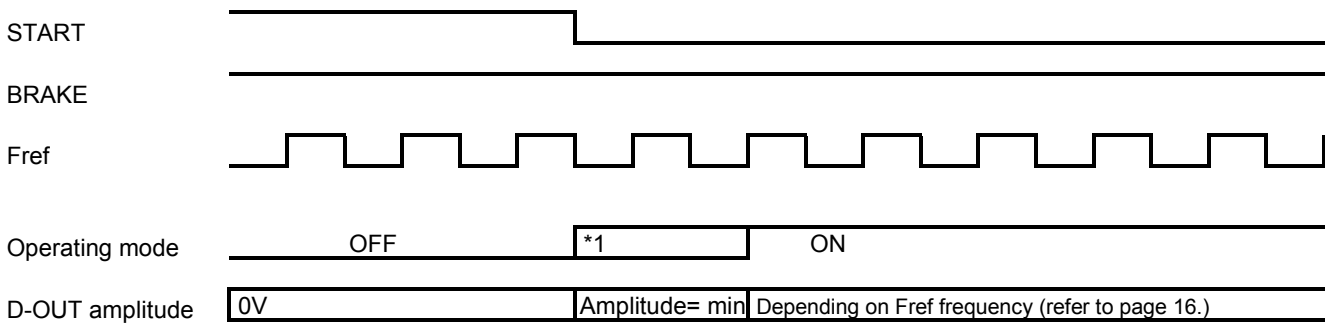 START
BRAKE
Fref
Operating mode OFF *1 ON
D-OUT amplitude 0V Amplitude= min Depending on Fref frequency (refer to page 16.)